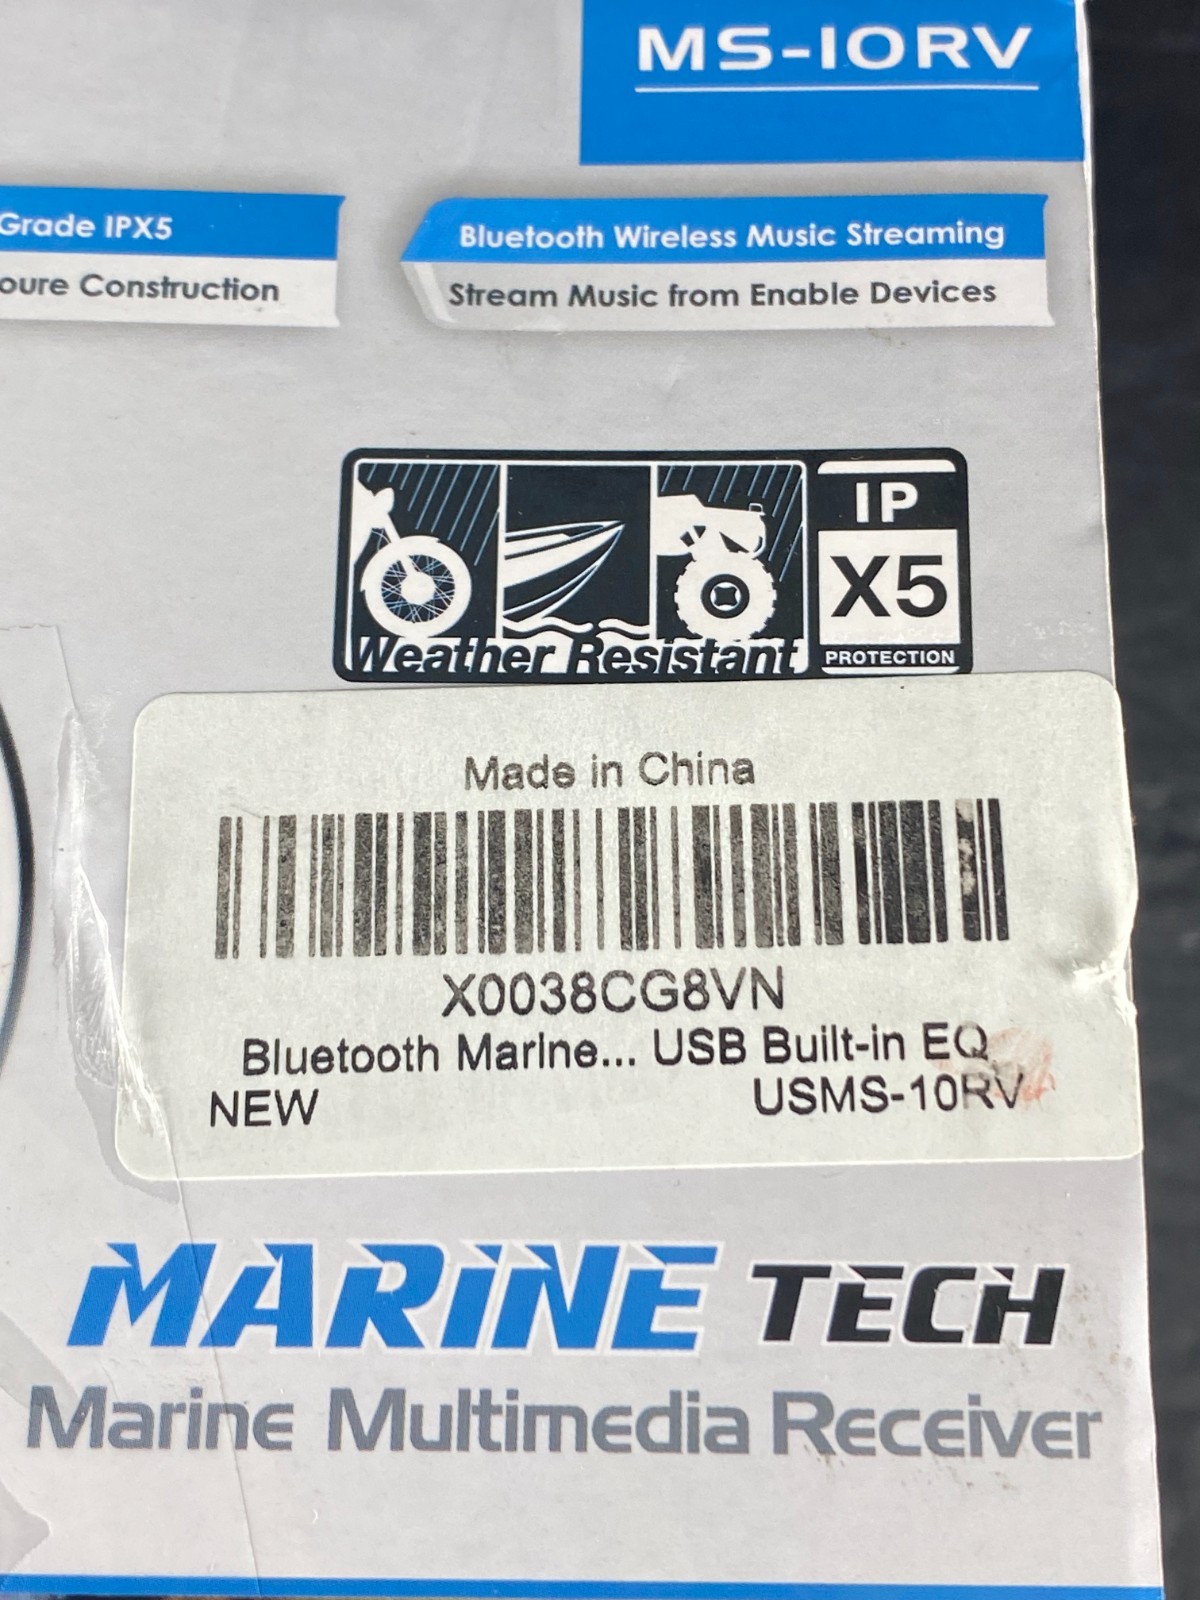 MS-10RV
Grade IPX5
oure Construction
Bluetooth Wireless Music Streaming
Stream Music from Enable Devices
IP
X5
PROTECTION
Weather Resistant
Made in China
X0038CG8VN
Bluetooth Marine... USB Built-in EQ
NEW
USMS-10RV
MARINE TECH
Marine Multimedia Receiver